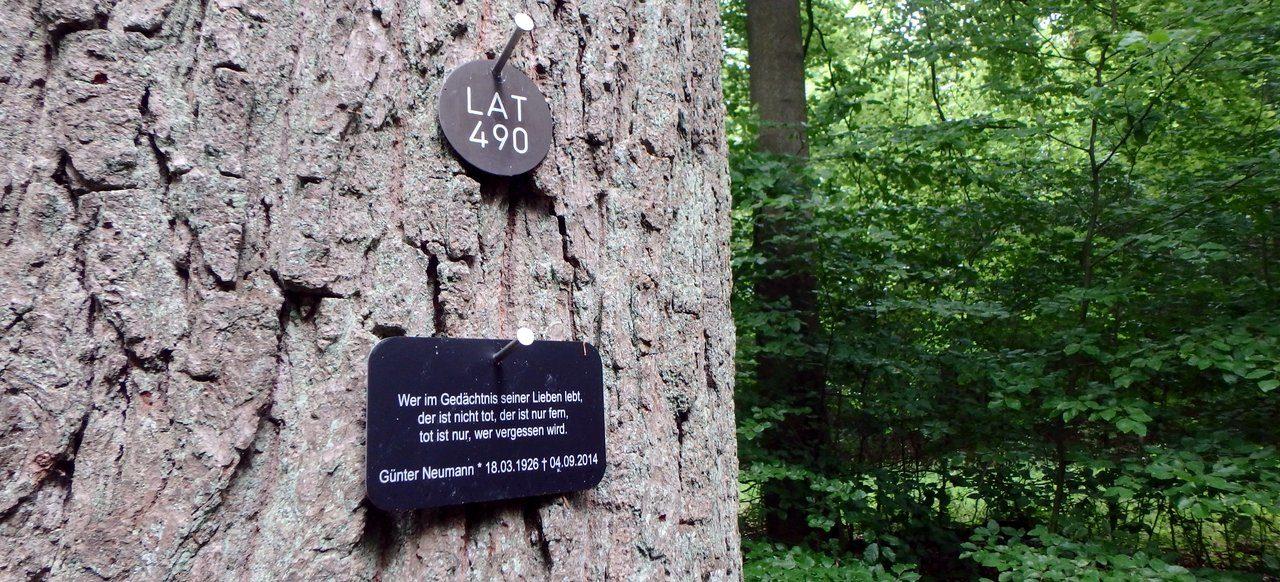 LAT
490
Wer im Gedächtnis seiner Lieben lebt,
der ist nicht tot, der ist nur fern,
tot ist nur, wer vergessen wird.
Günter Neumann * 18.03.1926 † 04.09.2014